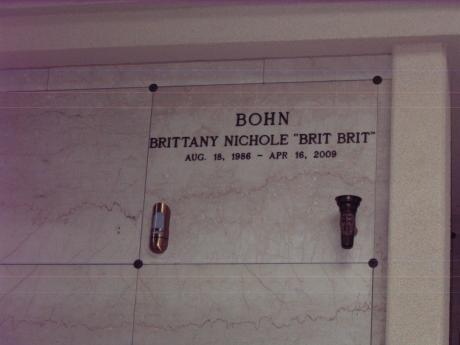 BOHN
BRITTANY NICHOLE "BRIT BRIT"
AUG. 18, 1986 – APR 16, 2009